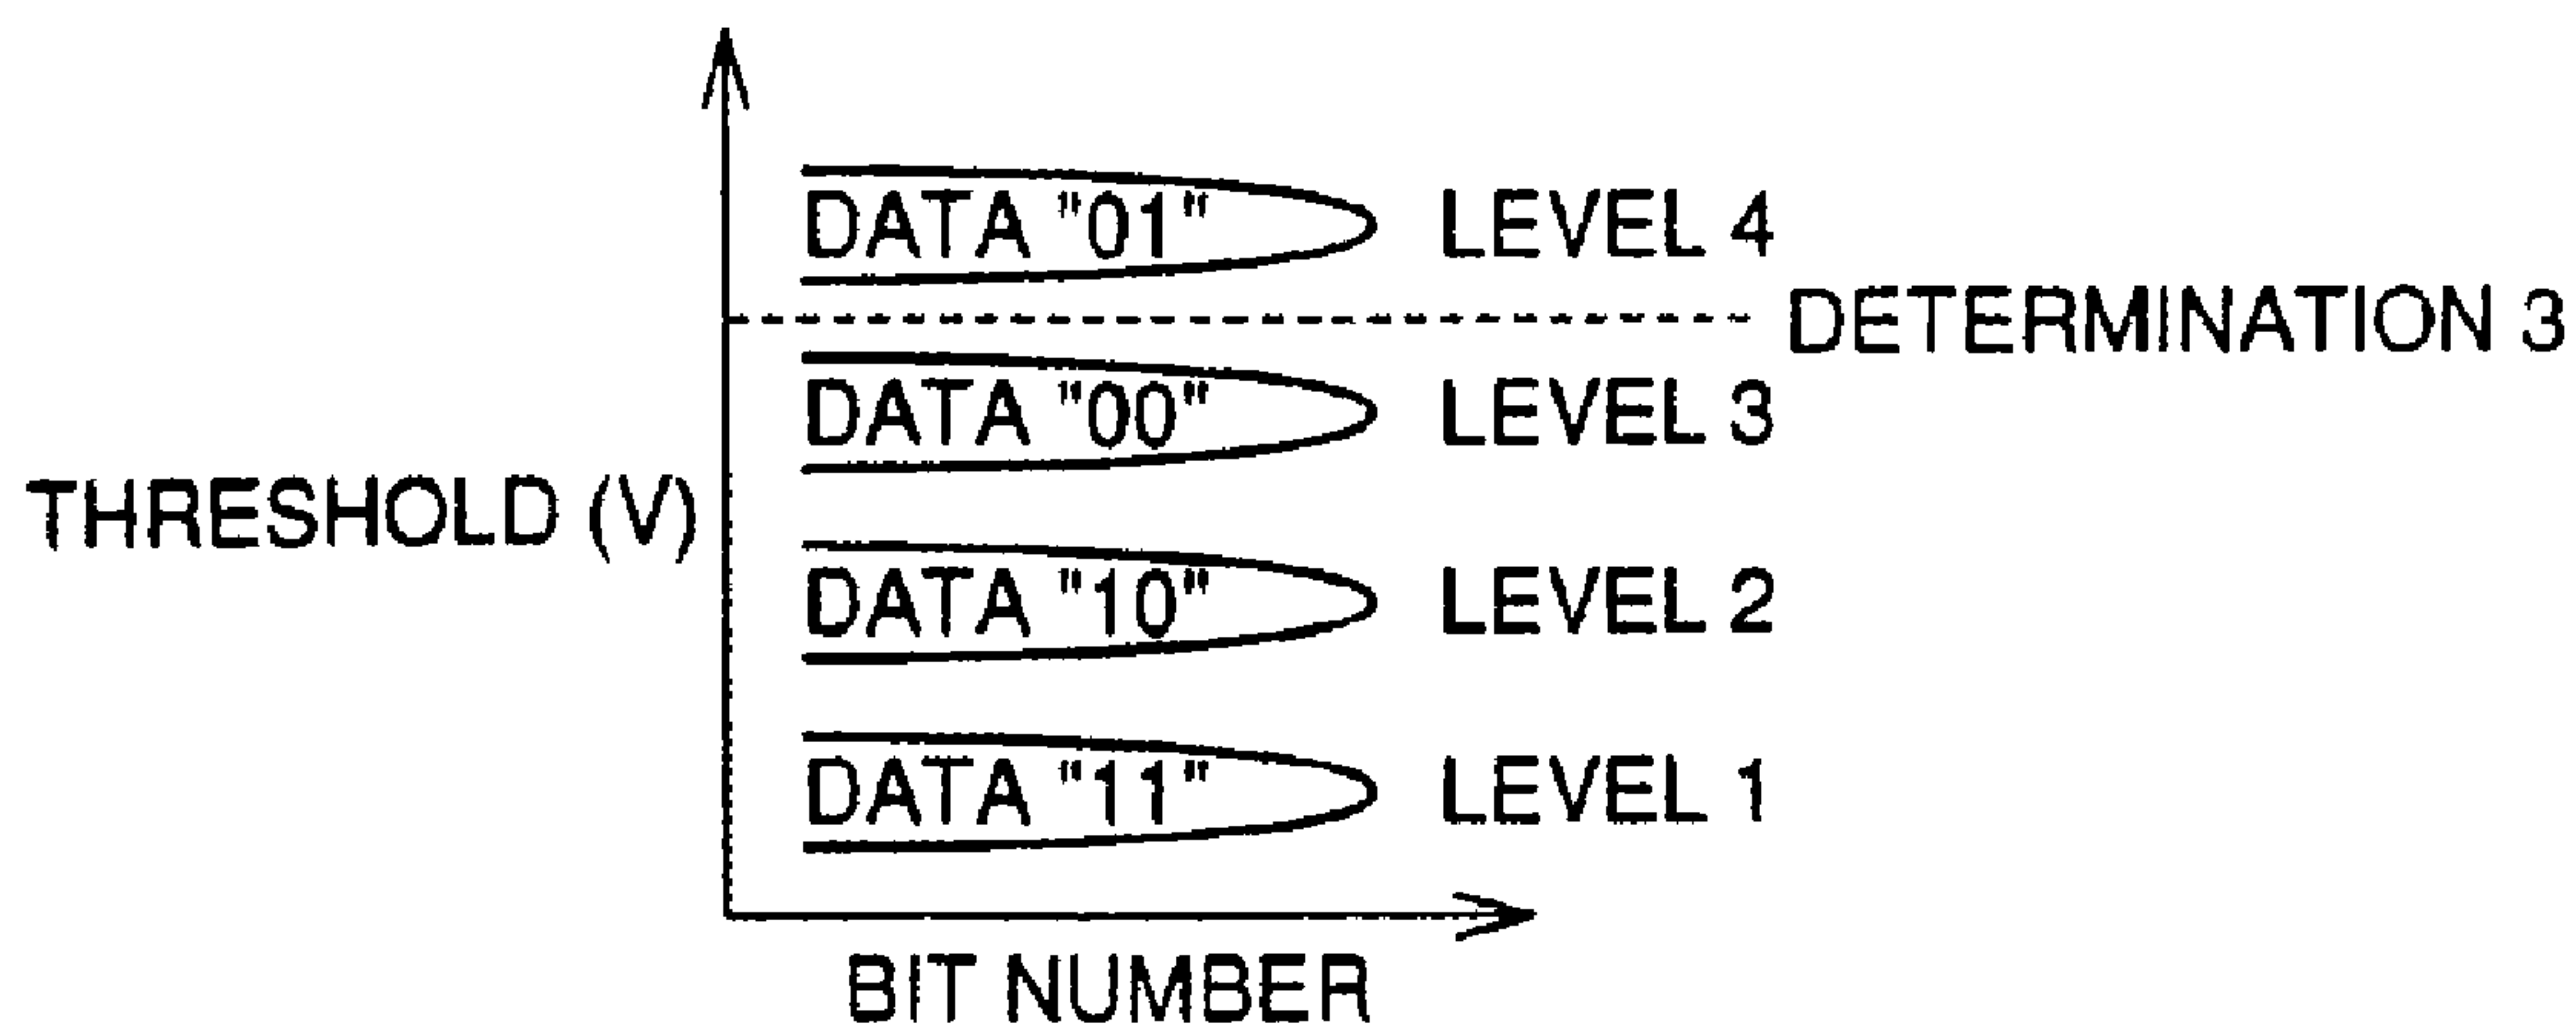 DATA "01" LEVEL 4
DETERMINATION 3
DATA "00" LEVEL 3
THRESHOLD (V)
DATA "10" LEVEL 2
DATA "11" LEVEL 1
BIT NUMBER